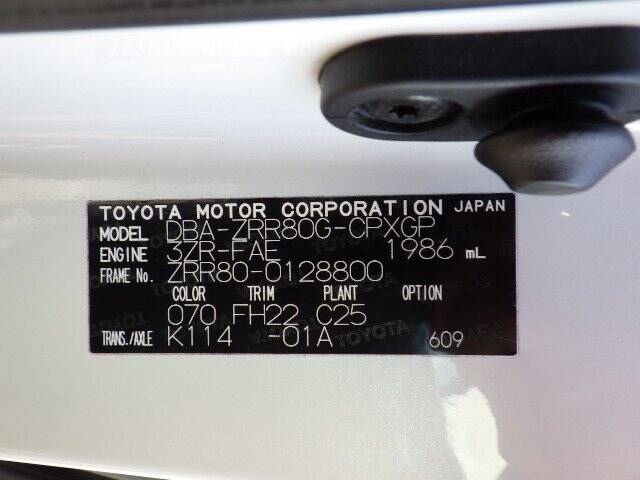 TOYOTA MOTOR CORPORATION JAPAN
MODEL DBA-ZRR80G-CPXGP
ENGINE 3ZR-FAE 1986 mL
FRAME No. ZRR80-0128800
COLOR TRIM PLANT OPTION
070 FH22 C25
TRANS./AXLE K114 -01A 609